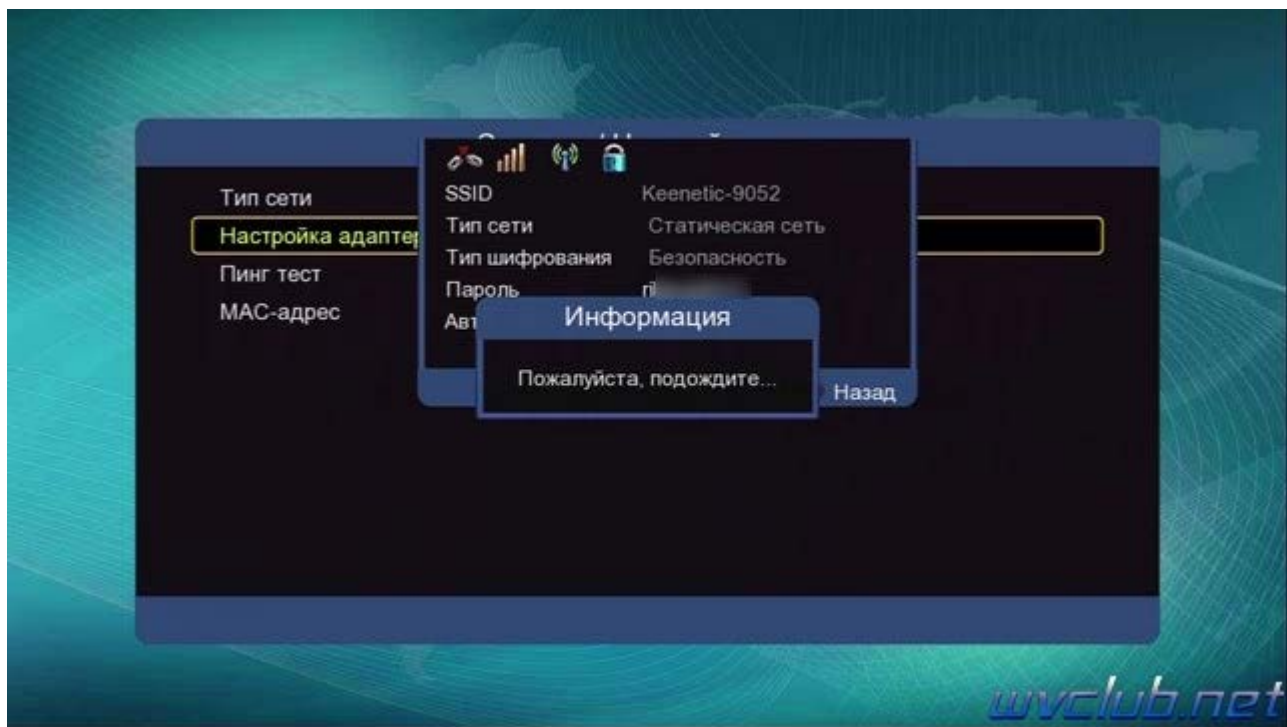 SSID Keenetic-9052
Тип сети
Тип сети Статическая сеть
Настройка адаптер
Тип шифрования Безопасность
Пинг тест
Пароль
MAC-адрес
Авт
Информация
Пожалуйста, подождите...
Назад
wvclub.net